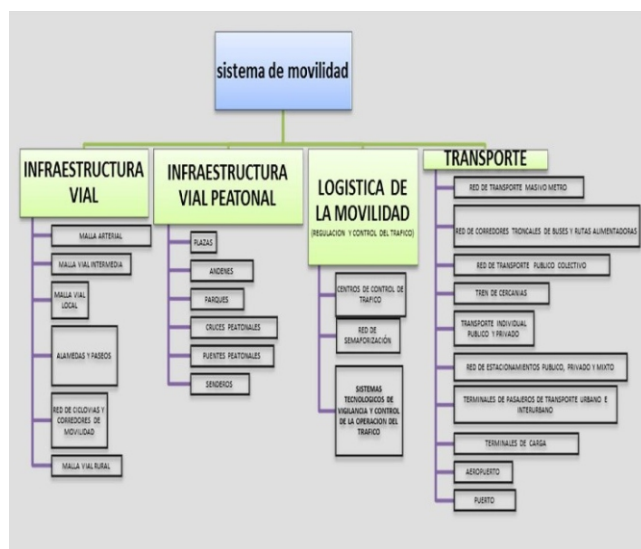 sistema de movilidad
INFRAESTRUCTURA
VIAL
MALLA ARTERIAL
MALLA VIAL INTERMEDIA
MALLA VIAL
LOCAL
ALAMEDAS Y PASEOS
RED DE CICLOVIAS Y
CORREDORES DE
MOVILIDAD
MALLA VIAL RURAL
INFRAESTRUCTURA
VIAL PEATONAL
PLAZAS
ANDENES
PARQUES
CRUCES PEATONALES
PUENTES PEATONALES
SENDEROS
LOGISTICA DE
LA MOVILIDAD
(REGULACION Y CONTROL DEL TRAFICO)
CENTROS DE CONTROL DE
TRAFICO
RED DE
SEMAFORIZACIÓN
SISTEMAS
TECNOLOGICOS DE
VIGILANCIA Y CONTROL
DE LA OPERACION DEL
TRAFICO
TRANSPORTE
RED DE TRANSPORTE MASIVO METRO
RED DE CORREDORES TRONCALES DE BUSES Y RUTAS ALIMENTADORAS
RED DE TRANSPORTE PUBLICO COLECTIVO
TREN DE CERCANIAS
TRANSPORTE INDIVIDUAL
PUBLICO Y PRIVADO
RED DE ESTACIONAMIENTOS PUBLICO, PRIVADO Y MIXTO
TERMINALES DE PASAJEROS DE TRANSPORTE URBANO E
INTERURBANO
TERMINALES DE CARGA
AEROPUERTO
PUERTO